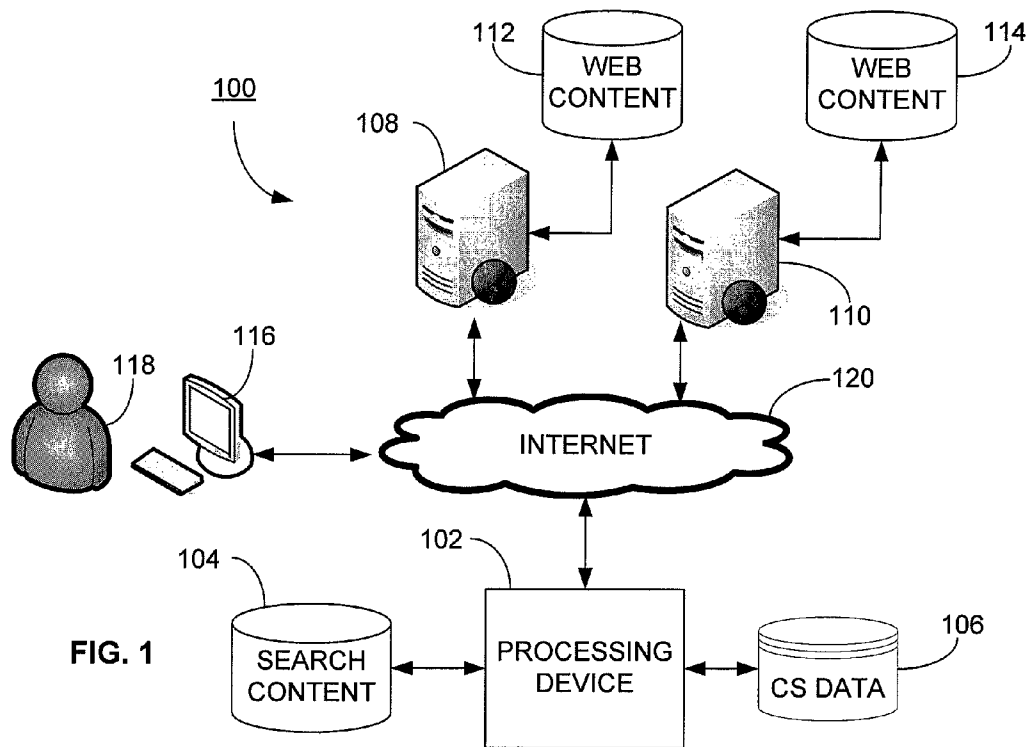 112
WEB
CONTENT
114
WEB
CONTENT
100
108
110
118
116
120
INTERNET
104
102
SEARCH
CONTENT
PROCESSING
DEVICE
106
CS DATA
FIG. 1